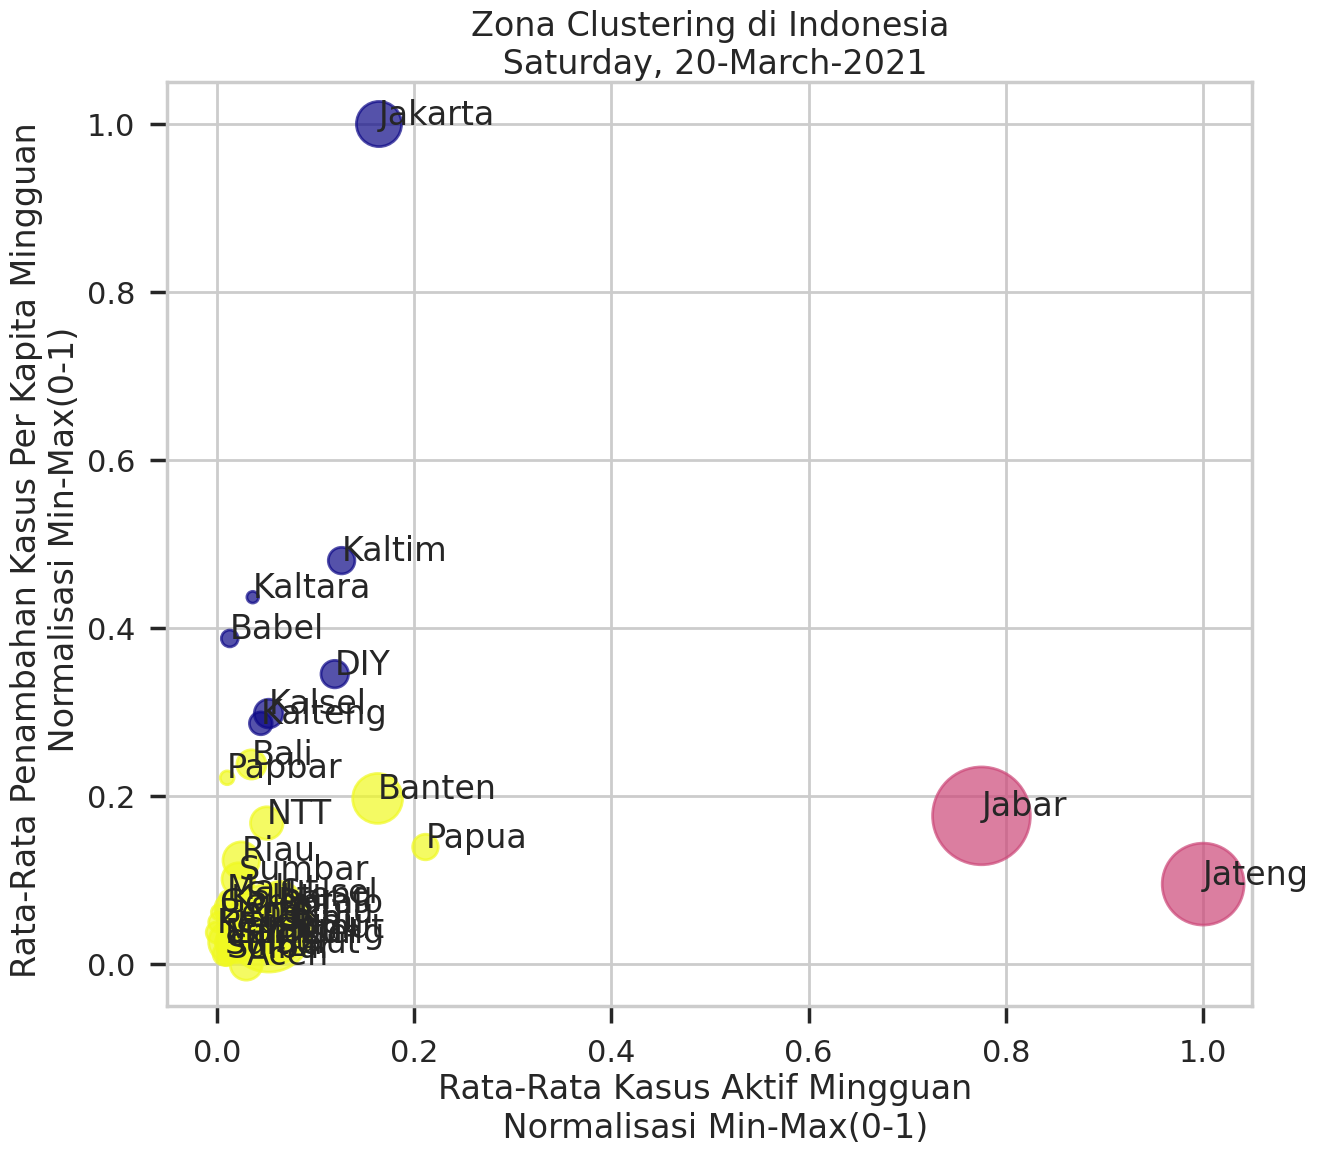 Zona Clustering di Indonesia
Saturday, 20-March-2021
Rata-Rata Penambahan Kasus Per Kapita Mingguan
Normalisasi Min-Max(0-1)
1.0
0.8
0.6
0.4
0.2
0.0
Jakarta
Kaltim
Kaltara
Babel
DIY
Kalsel
Kalteng
Bali
Papbar
Banten
NTT
Jabar
Papua
Riau
Sumbar
Jateng
Malut
Aceh
0.0
0.2
0.4
0.6
0.8
1.0
Rata-Rata Kasus Aktif Mingguan
Normalisasi Min-Max(0-1)